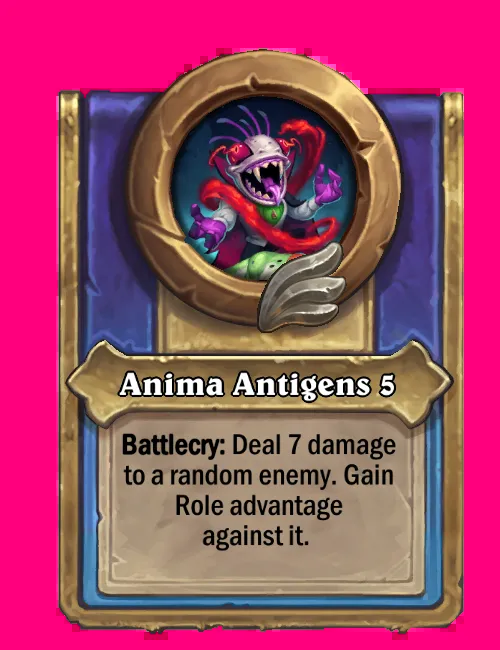 Anima Antigens 5
Battlecry: Deal 7 damage
to a random enemy. Gain
Role advantage
against it.